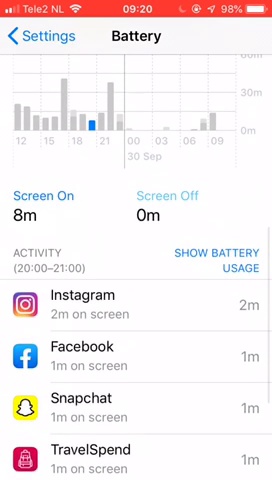 Tele2 NL 09:20 98%
Settings Battery
60m
30m
0m
12 15 18 21 00 03 06 09
30 Sep
Screen On Screen Off
8m 0m
ACTIVITY SHOW BATTERY
(20:00–21:00) USAGE
Instagram
2m on screen 2m
Facebook
1m on screen 1m
Snapchat
1m on screen 1m
TravelSpend
1m on screen 1m